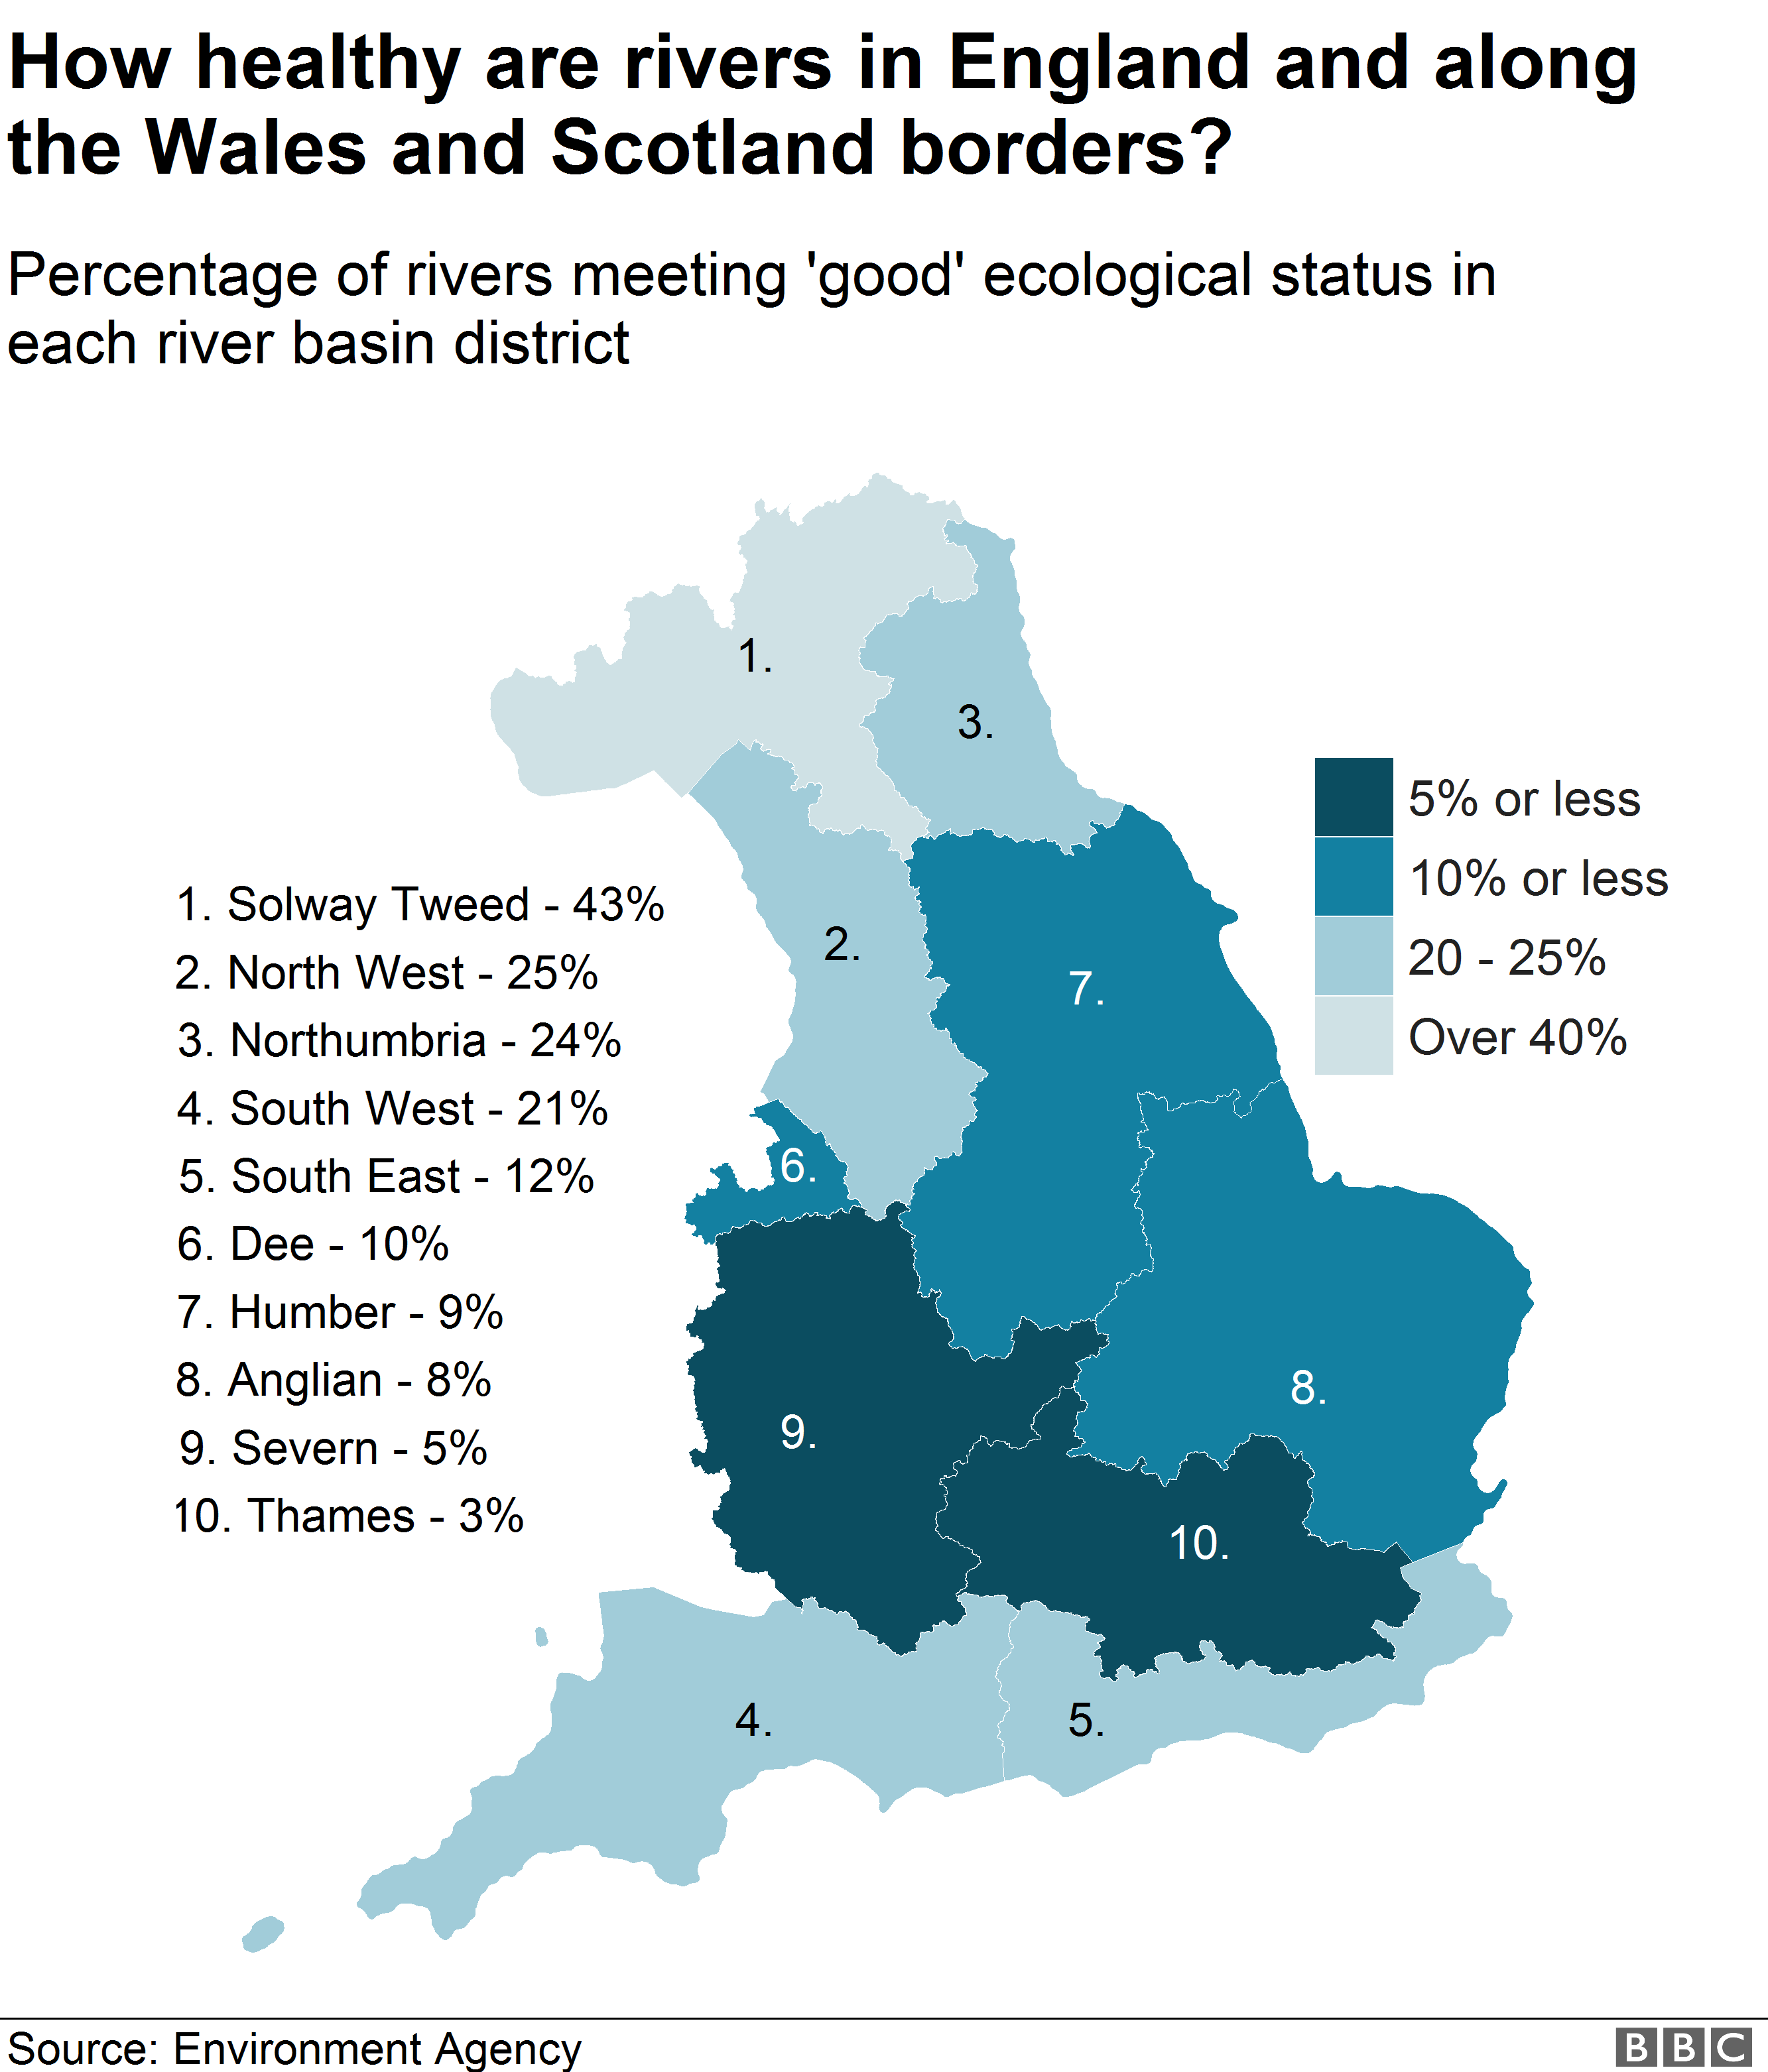 How healthy are rivers in England and along
the Wales and Scotland borders?
Percentage of rivers meeting 'good' ecological status in
each river basin district
1.
3.
5% or less
10% or less
20 - 25%
Over 40%
1. Solway Tweed - 43%
2. North West - 25%
3. Northumbria - 24%
4. South West - 21%
5. South East - 12%
6. Dee - 10%
7. Humber - 9%
8. Anglian - 8%
9. Severn - 5%
10. Thames - 3%
2.
7.
6.
8.
9.
10.
4.
5.
Source: Environment Agency
BBC